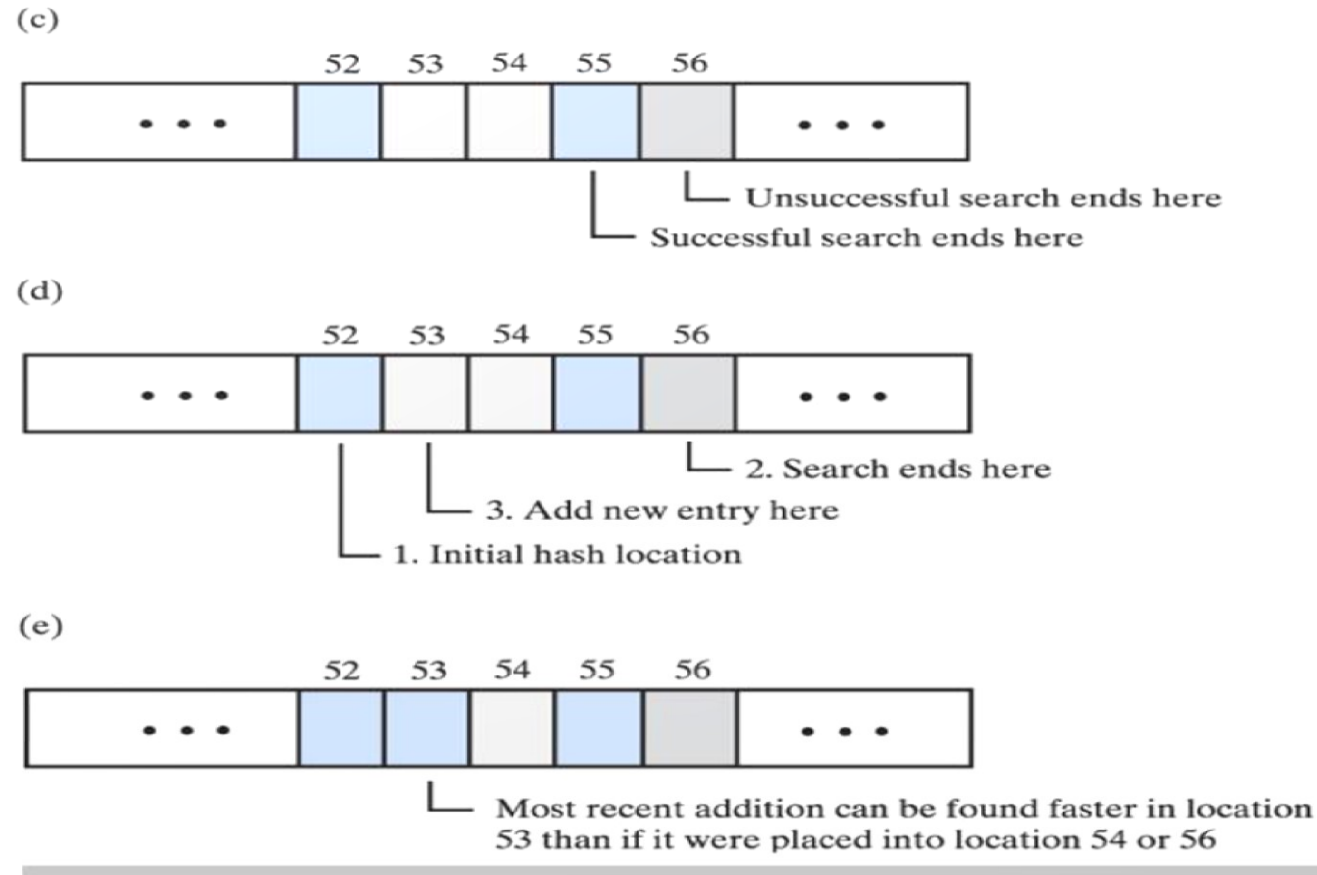 (c)
52 53 54 55 56
• • • • • •
Unsuccessful search ends here
Successful search ends here
(d)
52 53 54 55 56
• • • • • •
2. Search ends here
3. Add new entry here
1. Initial hash location
(e)
52 53 54 55 56
• • • • • •
Most recent addition can be found faster in location
53 than if it were placed into location 54 or 56